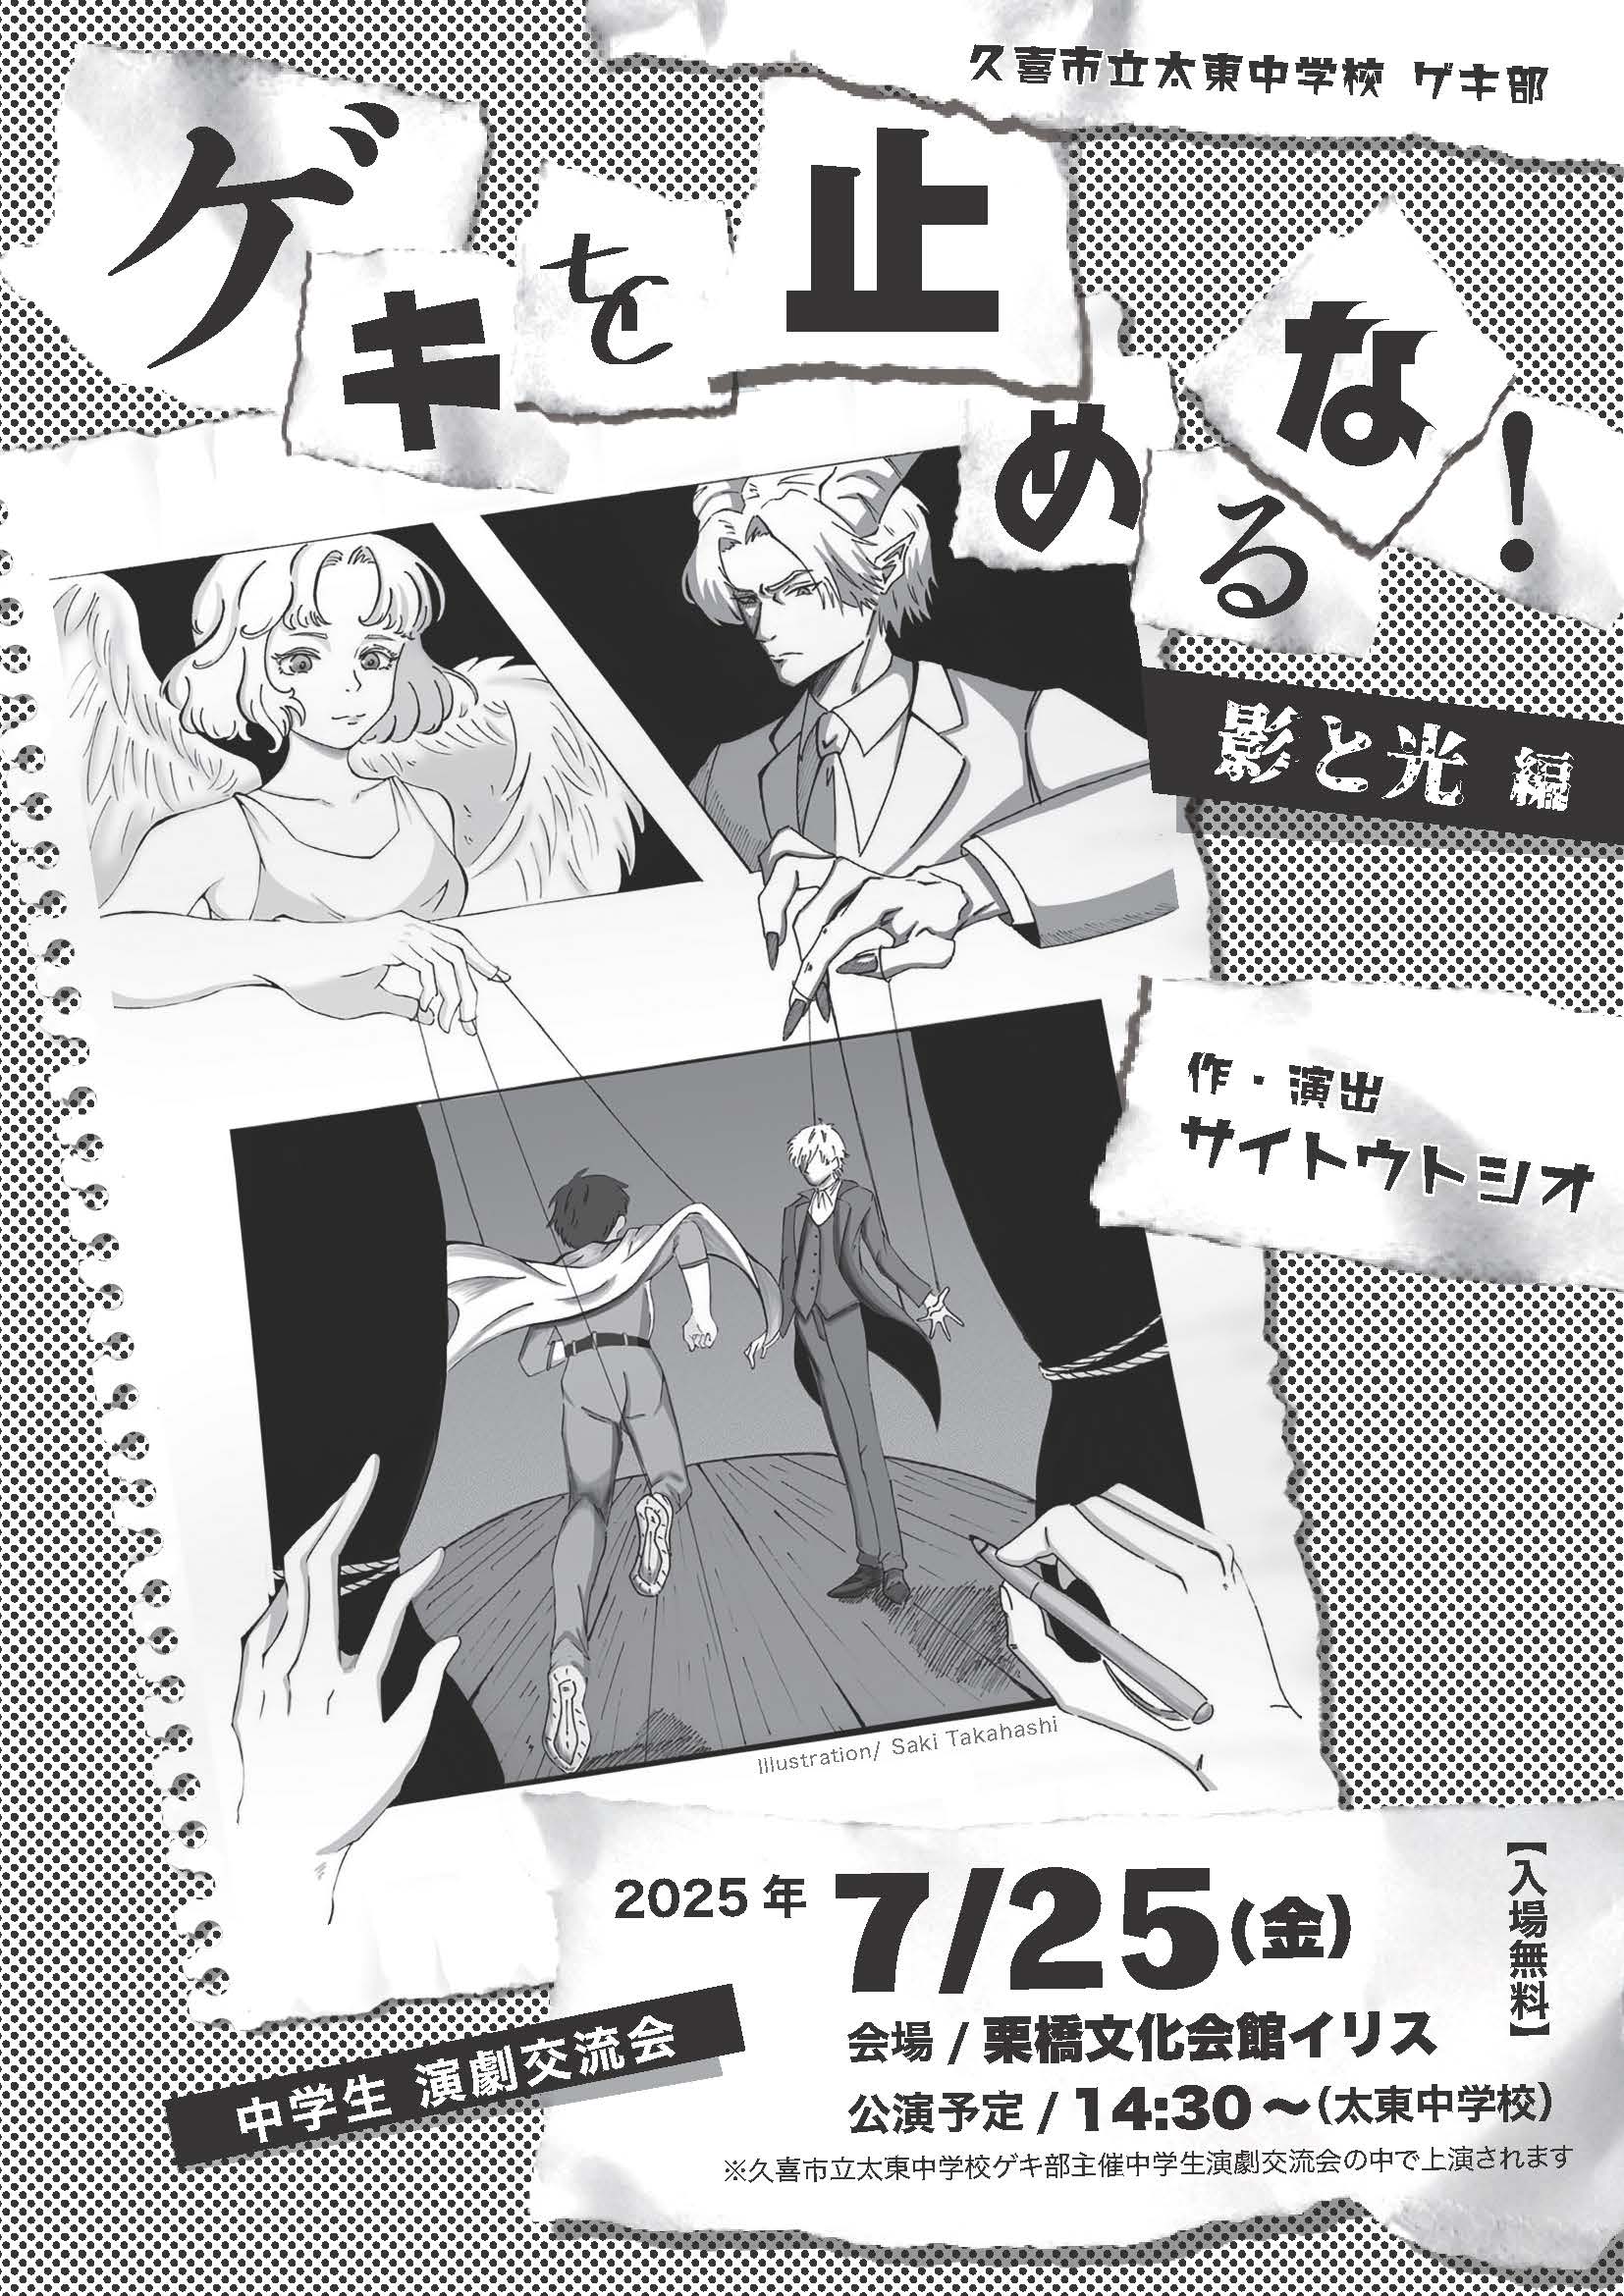 久喜市立太東中学校 ゲキ部
ゲキを止めるな!
影と光 編
作・演出
サイトウトシオ
Illustration/ Saki Takahashi
2025年 7/25(金)
【入場無料】
会場 / 栗橋文化会館イリス
中学生 演劇交流会
公演予定 / 14:30～(太東中学校)
※久喜市立太東中学校ゲキ部主催中学生演劇交流会の中で上演されます